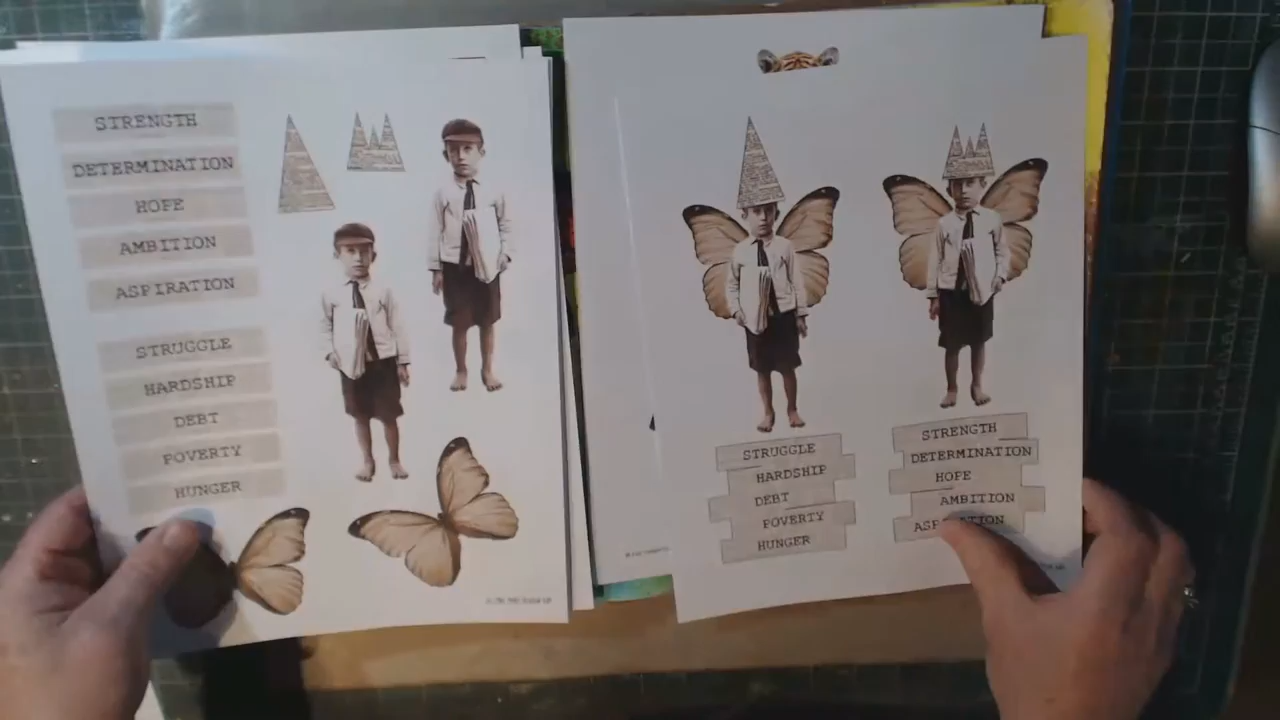 STRENGTH
DETERMINATION
HOPE
AMBITION
ASPIRATION
STRUGGLE
HARDSHIP
DEBT
POVERTY
HUNGER
STRUGGLE
HARDSHIP
DEBT
POVERTY
HUNGER
STRENGTH
DETERMINATION
HOPE
AMBITION